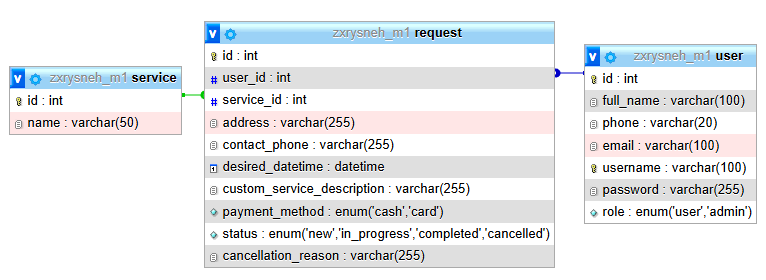 zxrysneh_m1 service
id : int
name : varchar(50)
zxrysneh_m1 request
id : int
user_id : int
service_id : int
address : varchar(255)
contact_phone : varchar(255)
desired_datetime : datetime
custom_service_description : varchar(255)
payment_method : enum('cash','card')
status : enum('new','in_progress','completed','cancelled')
cancellation_reason : varchar(255)
zxrysneh_m1 user
id : int
full_name : varchar(100)
phone : varchar(20)
email : varchar(100)
username : varchar(100)
password : varchar(255)
role : enum('user','admin')